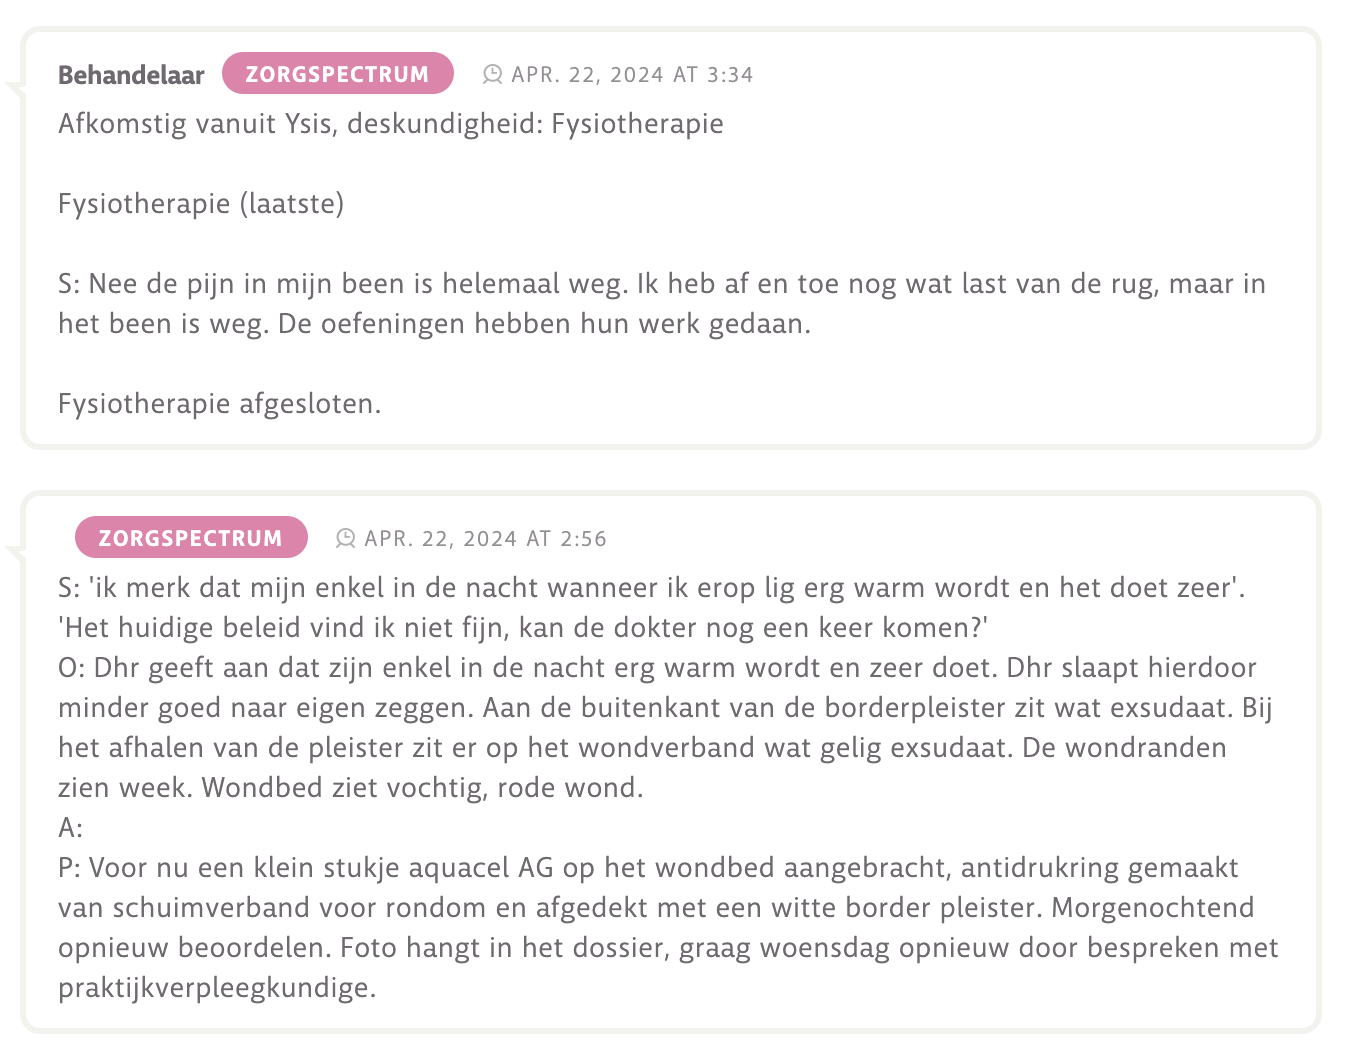 Behandelaar ZORGSPECTRUM APR. 22, 2024 AT 3:34
Afkomstig vanuit Ysis, deskundigheid: Fysiotherapie
Fysiotherapie (laatste)
S: Nee de pijn in mijn been is helemaal weg. Ik heb af en toe nog wat last van de rug, maar in
het been is weg. De oefeningen hebben hun werk gedaan.
Fysiotherapie afgesloten.
ZORGSPECTRUM APR. 22, 2024 AT 2:56
S: 'ik merk dat mijn enkel in de nacht wanneer ik erop lig erg warm wordt en het doet zeer'.
'Het huidige beleid vind ik niet fijn, kan de dokter nog een keer komen?'
O: Dhr geeft aan dat zijn enkel in de nacht erg warm wordt en zeer doet. Dhr slaapt hierdoor
minder goed naar eigen zeggen. Aan de buitenkant van de borderpleister zit wat exsudaat. Bij
het afhalen van de pleister zit er op het wondverband wat gelig exsudaat. De wondranden
zien week. Wondbed ziet vochtig, rode wond.
A:
P: Voor nu een klein stukje aquacel AG op het wondbed aangebracht, antidrukring gemaakt
van schuimverband voor rondom en afgedekt met een witte border pleister. Morgenochtend
opnieuw beoordelen. Foto hangt in het dossier, graag woensdag opnieuw door bespreken met
praktijkverpleegkundige.